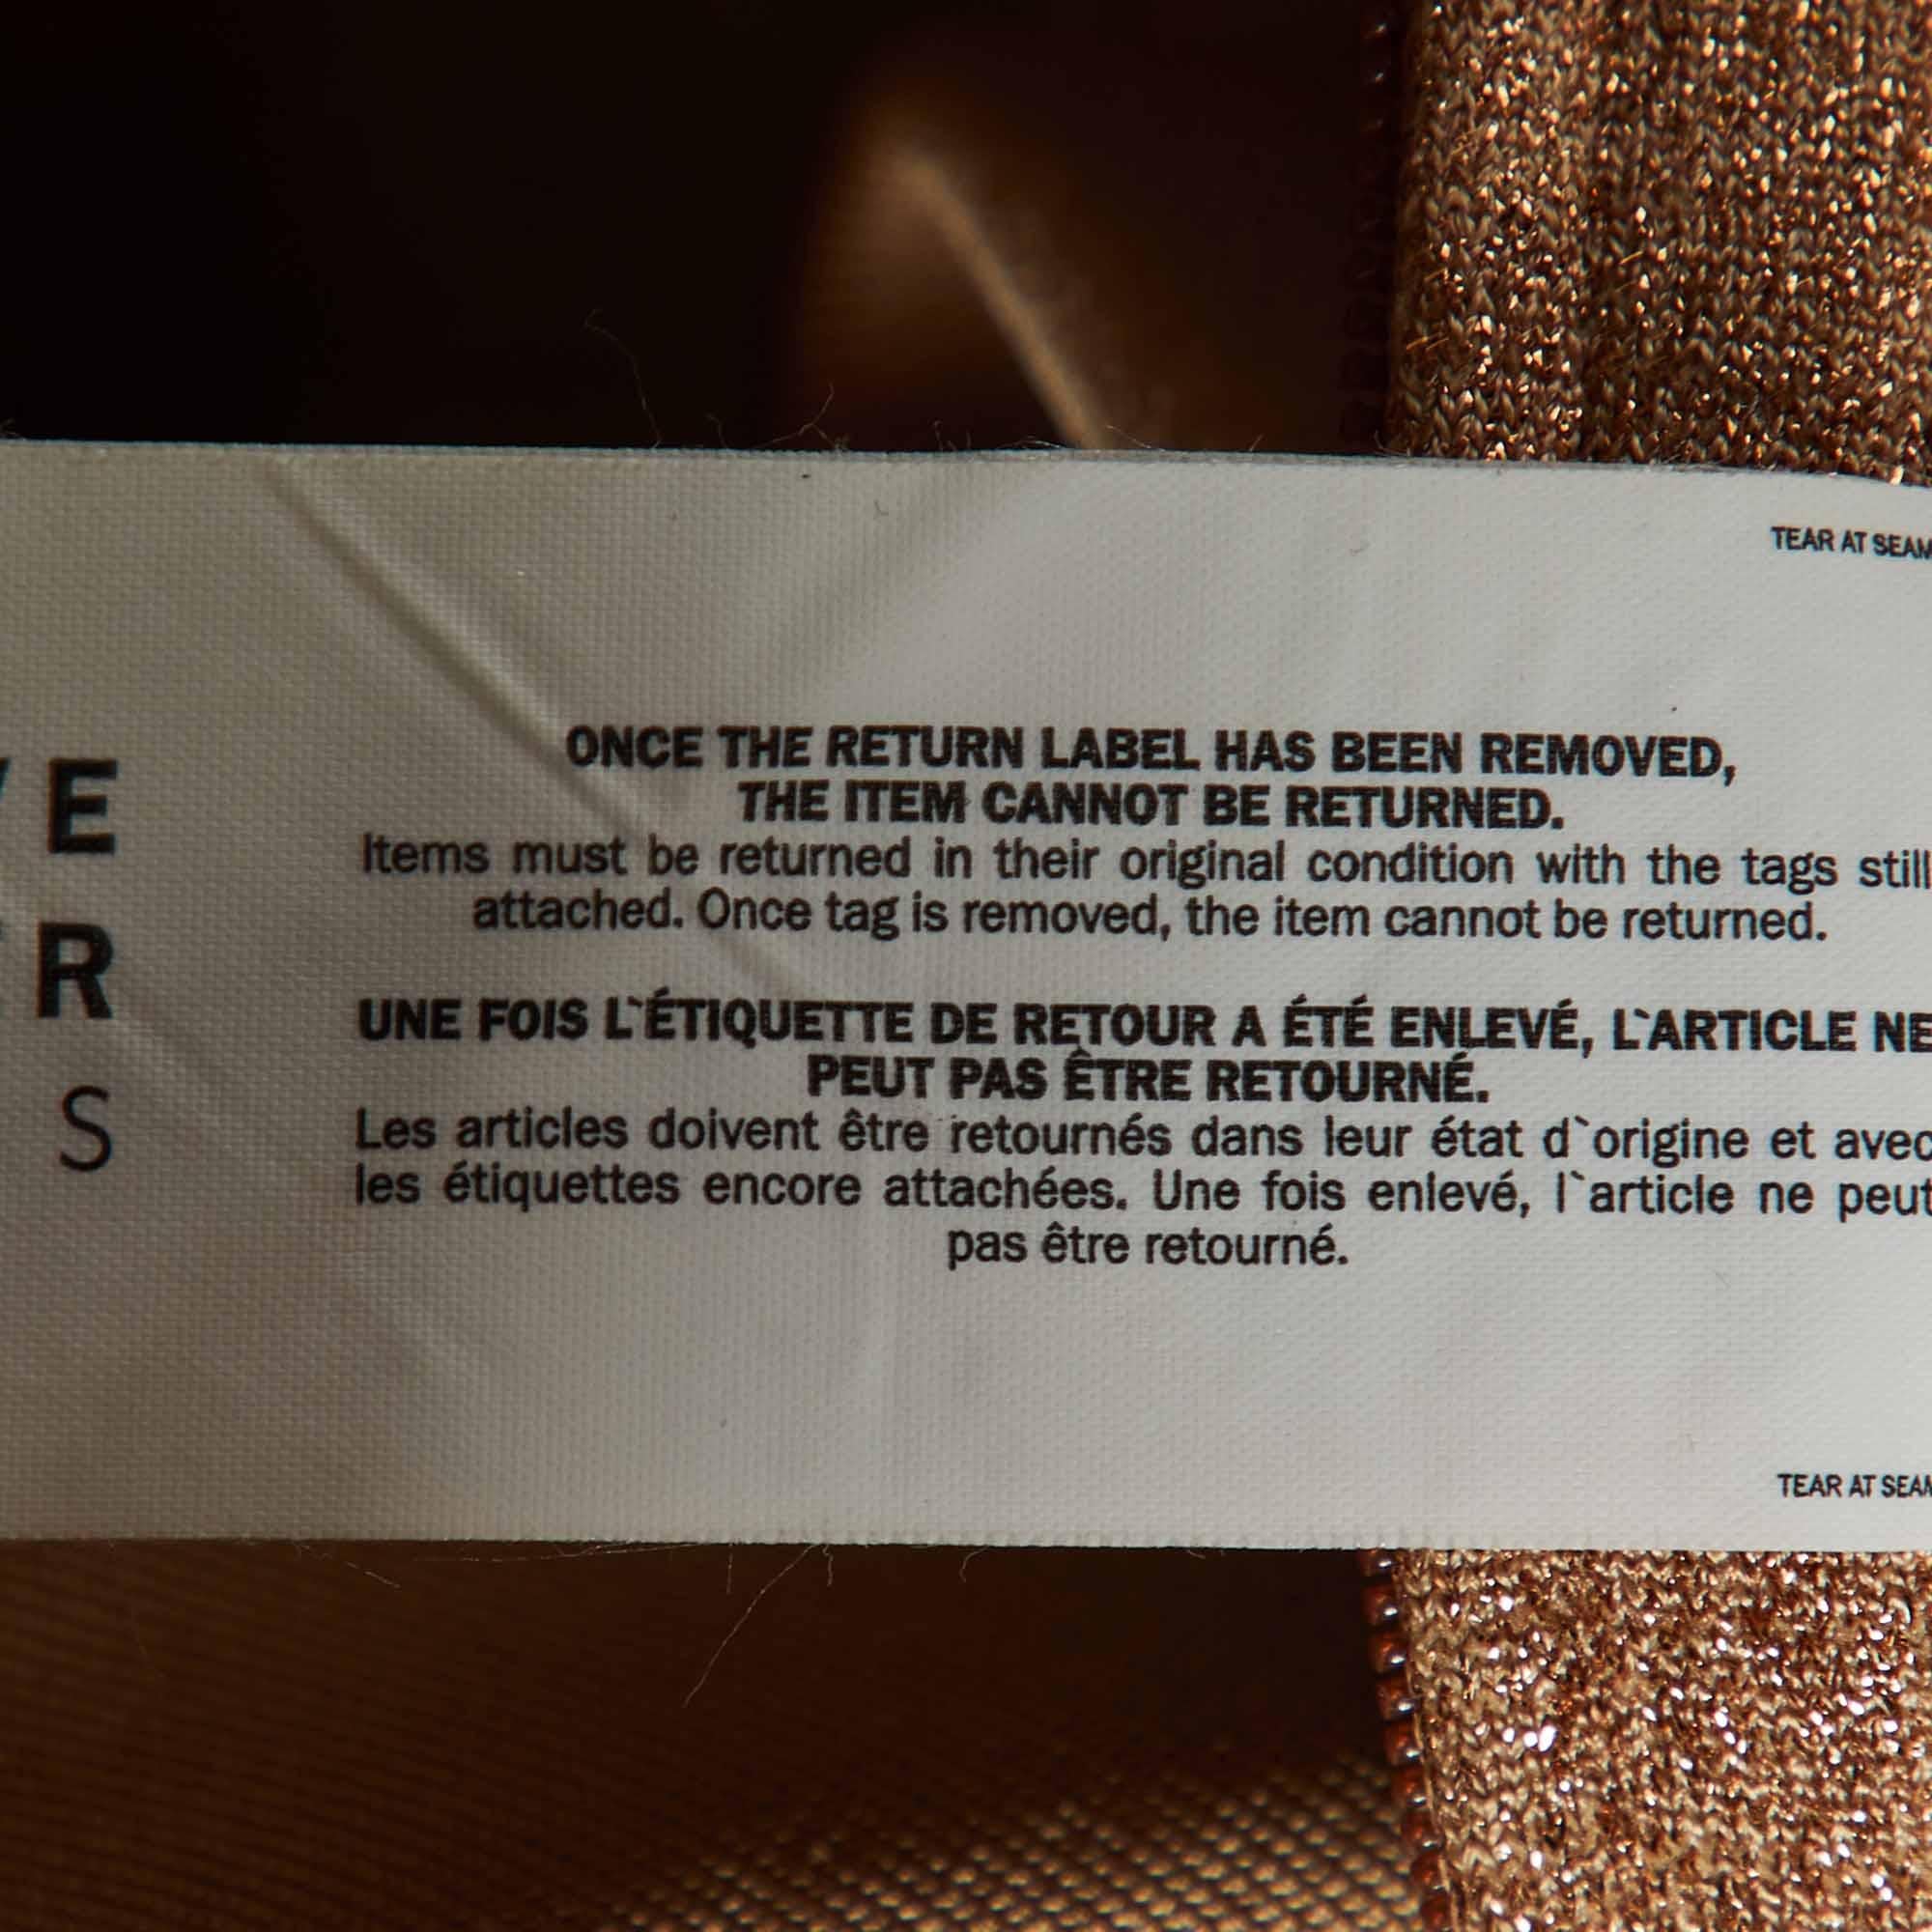 TEAR AT SEAM
E
R
S
ONCE THE RETURN LABEL HAS BEEN REMOVED,
THE ITEM CANNOT BE RETURNED.
Items must be returned in their original condition with the tags still
attached. Once tag is removed, the item cannot be returned.
UNE FOIS L`ÉTIQUETTE DE RETOUR A ÉTÉ ENLEVÉ, L`ARTICLE NE
PEUT PAS ÊTRE RETOURNÉ.
Les articles doivent être retournés dans leur état d`origine et avec
les étiquettes encore attachées. Une fois enlevé, l`article ne peut
pas être retourné.
TEAR AT SEAM